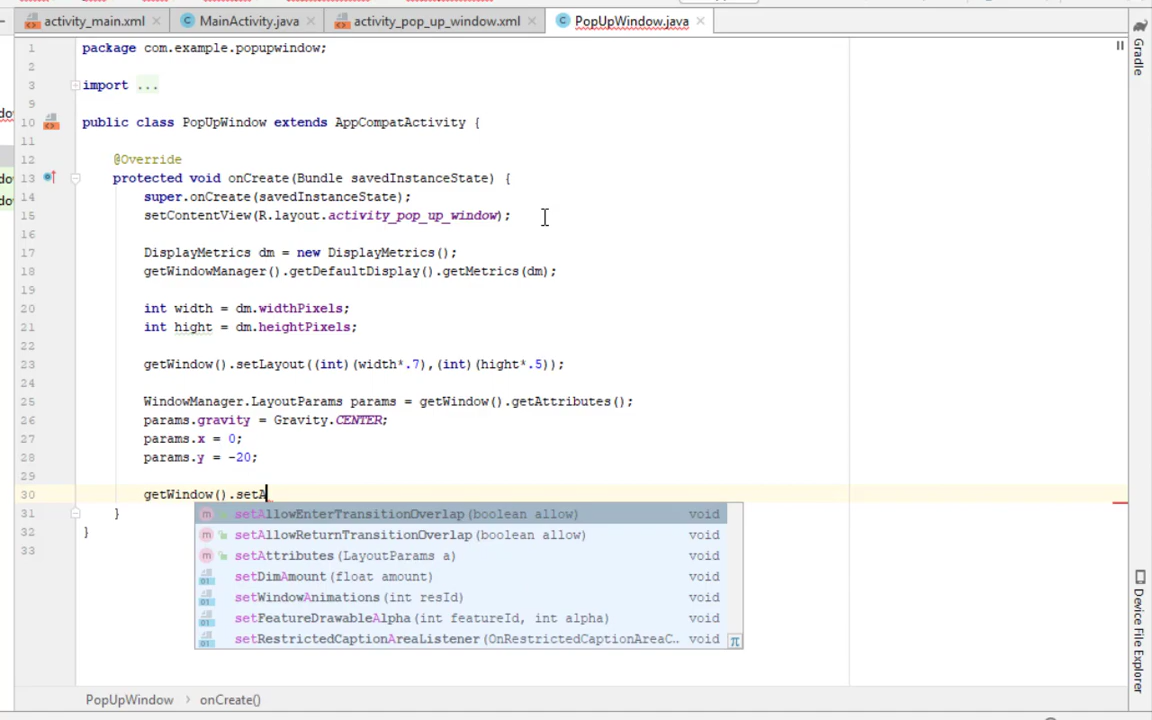 activity_main.xml MainActivity.java activity_pop_up_window.xml PopUpWindow.java
1 package com.example.popupwindow;
2
3 import ...
9
10 public class PopUpWindow extends AppCompatActivity {
11
12 @Override
13 protected void onCreate(Bundle savedInstanceState) {
14 super.onCreate(savedInstanceState);
15 setContentView(R.layout.activity_pop_up_window);
16
17 DisplayMetrics dm = new DisplayMetrics();
18 getWindowManager().getDefaultDisplay().getMetrics(dm);
19
20 int width = dm.widthPixels;
21 int hight = dm.heightPixels;
22
23 getWindow().setLayout((int)(width*.7),(int)(hight*.5));
24
25 WindowManager.LayoutParams params = getWindow().getAttributes();
26 params.gravity = Gravity.CENTER;
27 params.x = 0;
28 params.y = -20;
29
30 getWindow().setA
31 }
32 }
33
setAllowEnterTransitionOverlap(boolean allow) void
setAllowReturnTransitionOverlap(boolean allow) void
setAttributes(LayoutParams a) void
setDimAmount(float amount) void
setWindowAnimations(int resId) void
setFeatureDrawableAlpha(int featureId, int alpha) void
setRestrictedCaptionAreaListener(OnRestrictedCaptionAreaC... void
PopUpWindow > onCreate()
Gradle
Device File Explorer